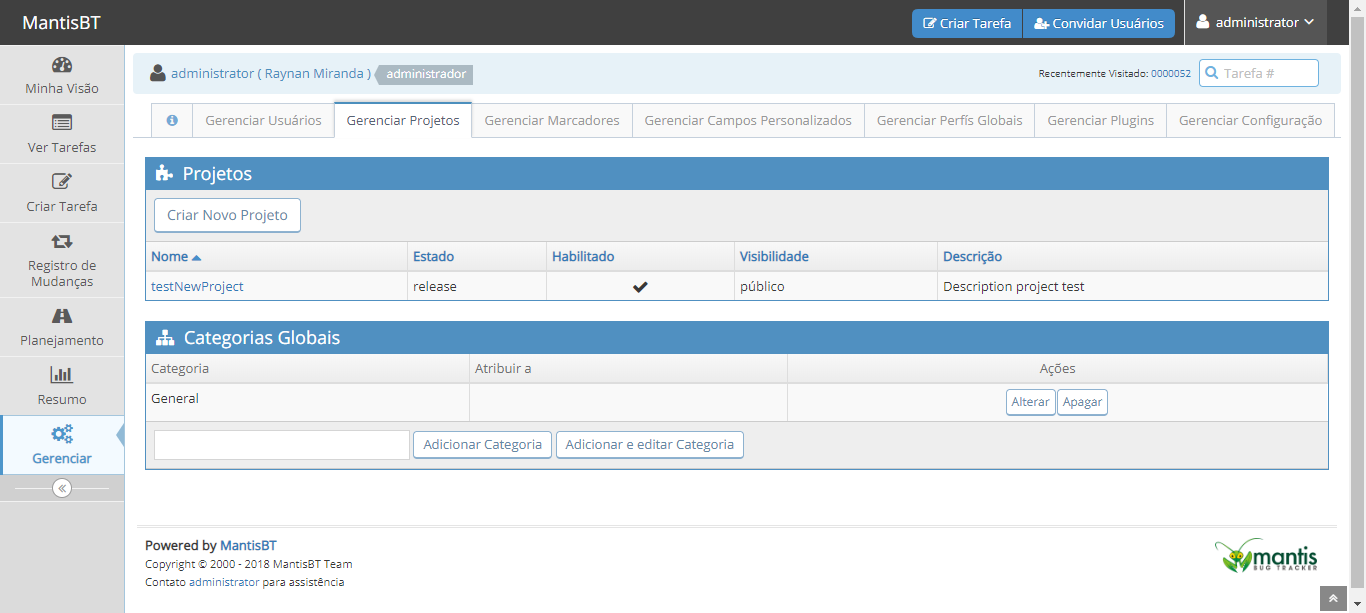 MantisBT
Criar Tarefa
Convidar Usuários
administrator
Minha Visão
Ver Tarefas
Criar Tarefa
Registro de
Mudanças
Planejamento
Resumo
Gerenciar
administrator ( Raynan Miranda ) administrador
Recentemente Visitado: 0000052
Tarefa #
Gerenciar Usuários
Gerenciar Projetos
Gerenciar Marcadores
Gerenciar Campos Personalizados
Gerenciar Perfís Globais
Gerenciar Plugins
Gerenciar Configuração
Projetos
Criar Novo Projeto
Nome Estado Habilitado Visibilidade Descrição
testNewProject release público Description project test
Categorias Globais
Categoria Atribuir a Ações
General Alterar Apagar
Adicionar Categoria Adicionar e editar Categoria
Powered by MantisBT
Copyright © 2000 - 2018 MantisBT Team
Contato administrator para assistência
mantis
BUG TRACKER